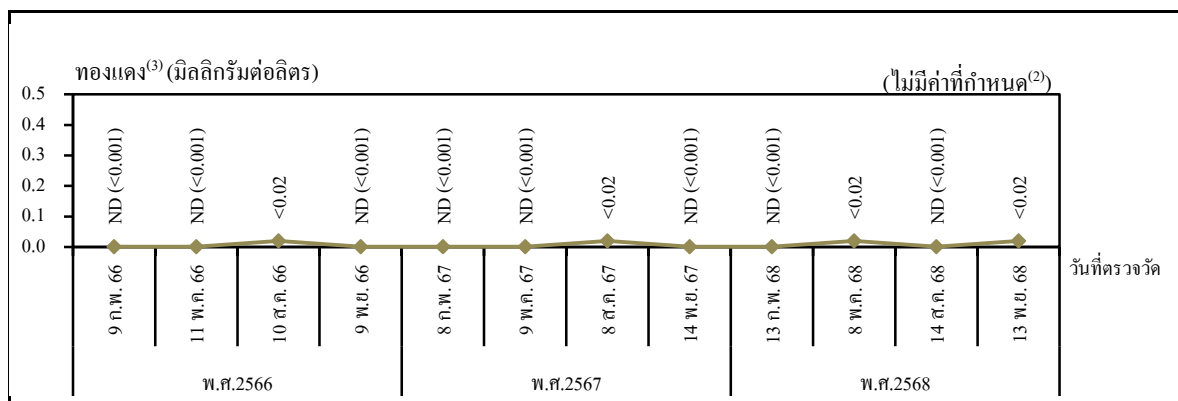 ทองแดง(3) (มิลลิกรัมต่อลิตร)
(ไม่มีค่าที่กำหนด(2))
0.5
0.4
0.3
0.2
0.1
0.0
ND (<0.001)
ND (<0.001)
<0.02
ND (<0.001)
ND (<0.001)
ND (<0.001)
<0.02
ND (<0.001)
ND (<0.001)
<0.02
ND (<0.001)
<0.02
9 ก.พ. 66
11 พ.ค. 66
10 ส.ค. 66
9 พ.ย. 66
8 ก.พ. 67
9 พ.ค. 67
8 ส.ค. 67
14 พ.ย. 67
13 ก.พ. 68
8 พ.ค. 68
14 ส.ค. 68
13 พ.ย. 68
วันที่ตรวจวัด
พ.ศ.2566
พ.ศ.2567
พ.ศ.2568